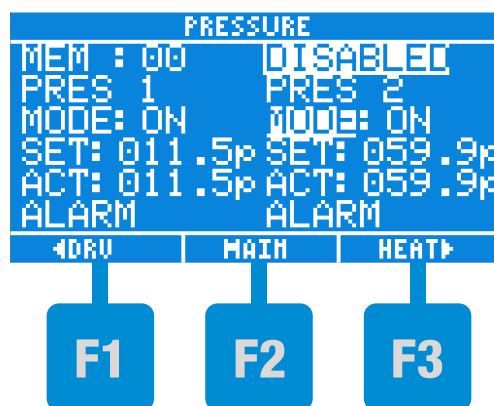 PRESSURE
MEM : 00 DISABLED
PRES 1 PRES 2
MODE: ON MODE: ON
SET: 011.5p SET: 059.9p
ACT: 011.5p ACT: 059.9p
ALARM ALARM
◀DRV MAIN HEAT▶
F1 F2 F3